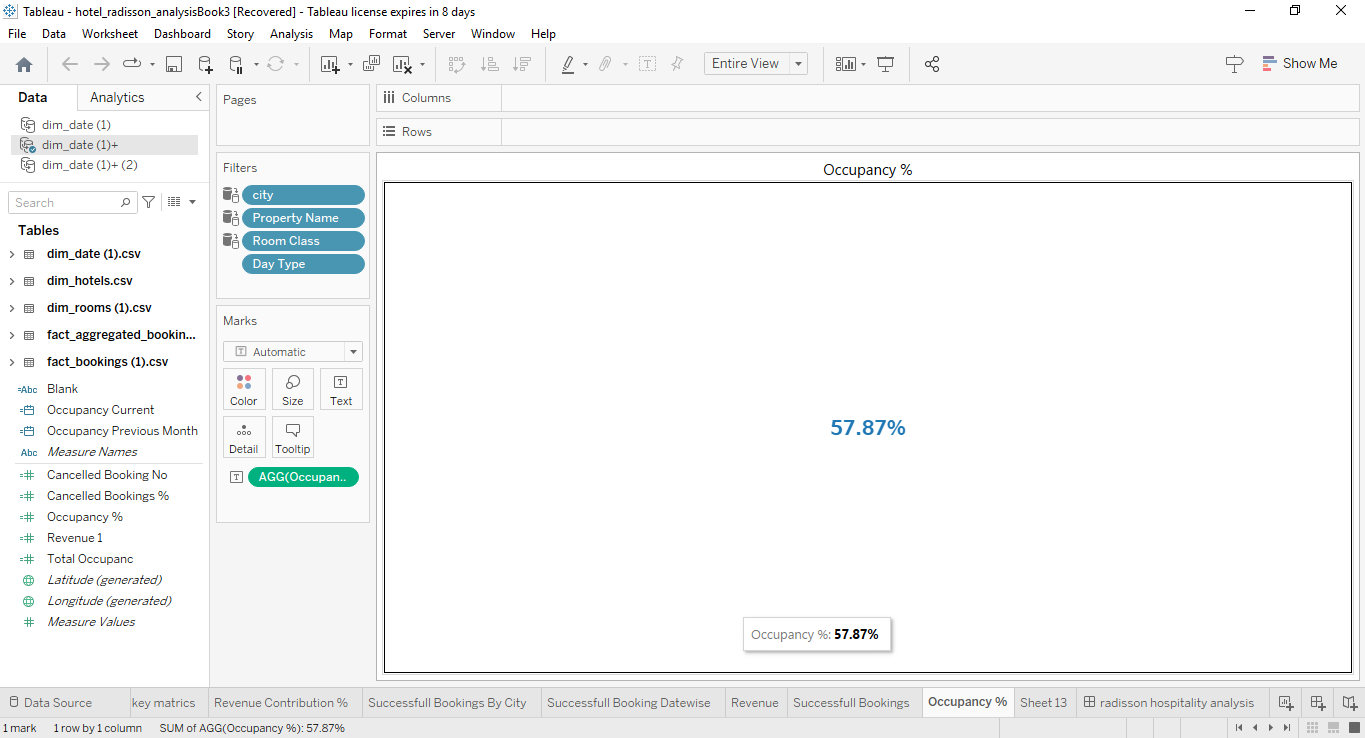 Tableau - hotel_radisson_analysisBook3 [Recovered] - Tableau license expires in 8 days
File Data Worksheet Dashboard Story Analysis Map Format Server Window Help
Entire View
Show Me
Data Analytics
dim_date (1)
dim_date (1)+
dim_date (1)+ (2)
Search
Tables
dim_date (1).csv
dim_hotels.csv
dim_rooms (1).csv
fact_aggregated_bookin...
fact_bookings (1).csv
=Abc Blank
Occupancy Current
Occupancy Previous Month
Abc Measure Names
Cancelled Booking No
Cancelled Bookings %
Occupancy %
Revenue 1
Total Occupanc
Latitude (generated)
Longitude (generated)
Measure Values
Pages
Filters
city
Property Name
Room Class
Day Type
Marks
T Automatic
Color Size Text
Detail Tooltip
T AGG(Occupan..
Columns
Rows
Occupancy %
57.87%
Occupancy %: 57.87%
Data Source key matrics Revenue Contribution % Successfull Bookings By City Successfull Booking Datewise Revenue Successfull Bookings Occupancy % Sheet 13 radisson hospitality analysis
1 mark 1 row by 1 column SUM of AGG(Occupancy %): 57.87%